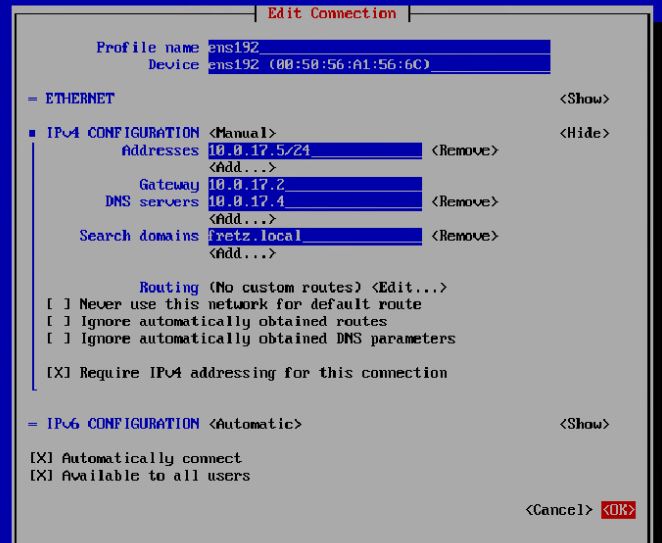 Edit Connection
Profile name ens192
Device ens192 (00:50:56:A1:56:6C)
= ETHERNET <Show>
IPv4 CONFIGURATION <Manual> <Hide>
Addresses 10.0.17.5/24 <Remove>
<Add...>
Gateway 10.0.17.2
DNS servers 10.0.17.4 <Remove>
<Add...>
Search domains fretz.local <Remove>
<Add...>
Routing (No custom routes) <Edit...>
[ ] Never use this network for default route
[ ] Ignore automatically obtained routes
[ ] Ignore automatically obtained DNS parameters
[X] Require IPv4 addressing for this connection
= IPv6 CONFIGURATION <Automatic> <Show>
[X] Automatically connect
[X] Available to all users
<Cancel> <OK>